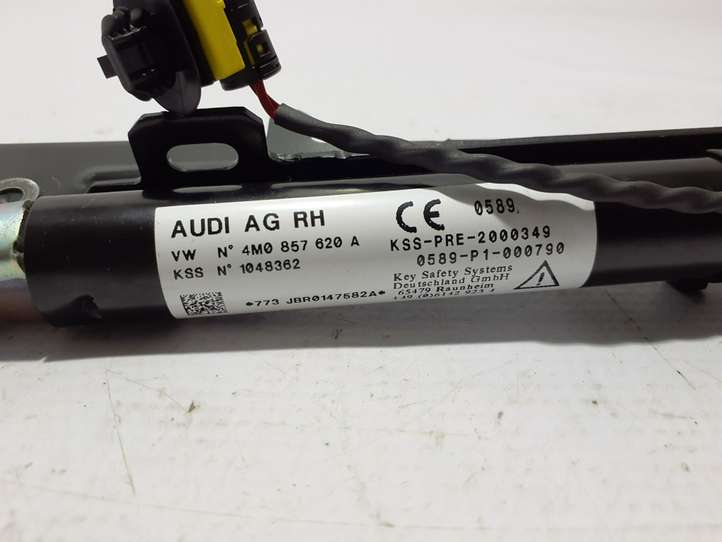 AUDI AG RH
VW N° 4M0 857 620 A
KSS N° 1048362
*773 JBR0147582A*
CE 0589
KSS-PRE-2000349
0589-P1-000790
Key Safety Systems
Deutschland GmbH
65479 Raunheim